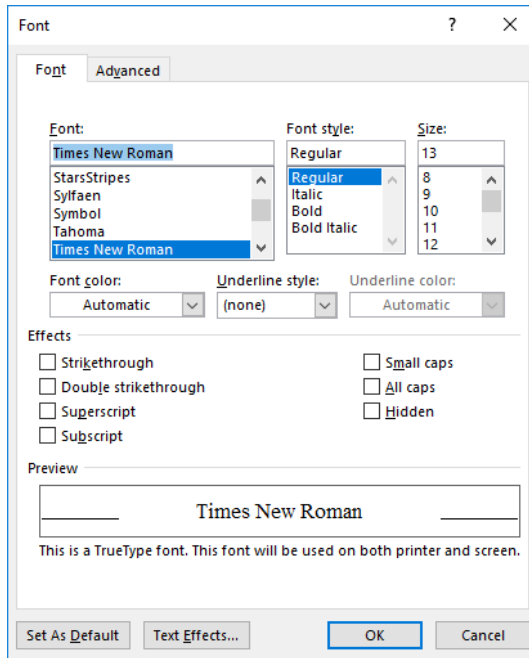 Font ?
Font Advanced
Font: Font style: Size:
Times New Roman Regular 13
StarsStripes Regular 8
Sylfaen Italic 9
Symbol Bold 10
Tahoma Bold Italic 11
Times New Roman 12
Font color: Underline style: Underline color:
Automatic (none) Automatic
Effects
Strikethrough Small caps
Double strikethrough All caps
Superscript Hidden
Subscript
Preview
Times New Roman
This is a TrueType font. This font will be used on both printer and screen.
Set As Default Text Effects... OK Cancel